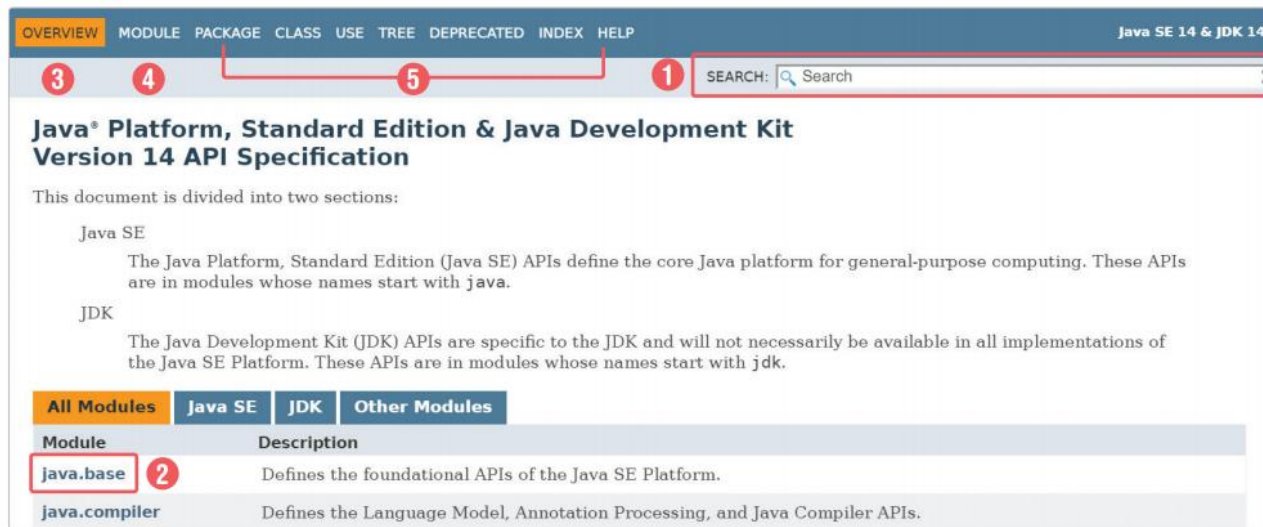 OVERVIEW MODULE PACKAGE CLASS USE TREE DEPRECATED INDEX HELP Java SE 14 & JDK 14
3 4 5 1 SEARCH: Search
Java® Platform, Standard Edition & Java Development Kit
Version 14 API Specification
This document is divided into two sections:
Java SE
The Java Platform, Standard Edition (Java SE) APIs define the core Java platform for general-purpose computing. These APIs
are in modules whose names start with java.
JDK
The Java Development Kit (JDK) APIs are specific to the JDK and will not necessarily be available in all implementations of
the Java SE Platform. These APIs are in modules whose names start with jdk.
All Modules Java SE JDK Other Modules
Module Description
java.base 2 Defines the foundational APIs of the Java SE Platform.
java.compiler Defines the Language Model, Annotation Processing, and Java Compiler APIs.